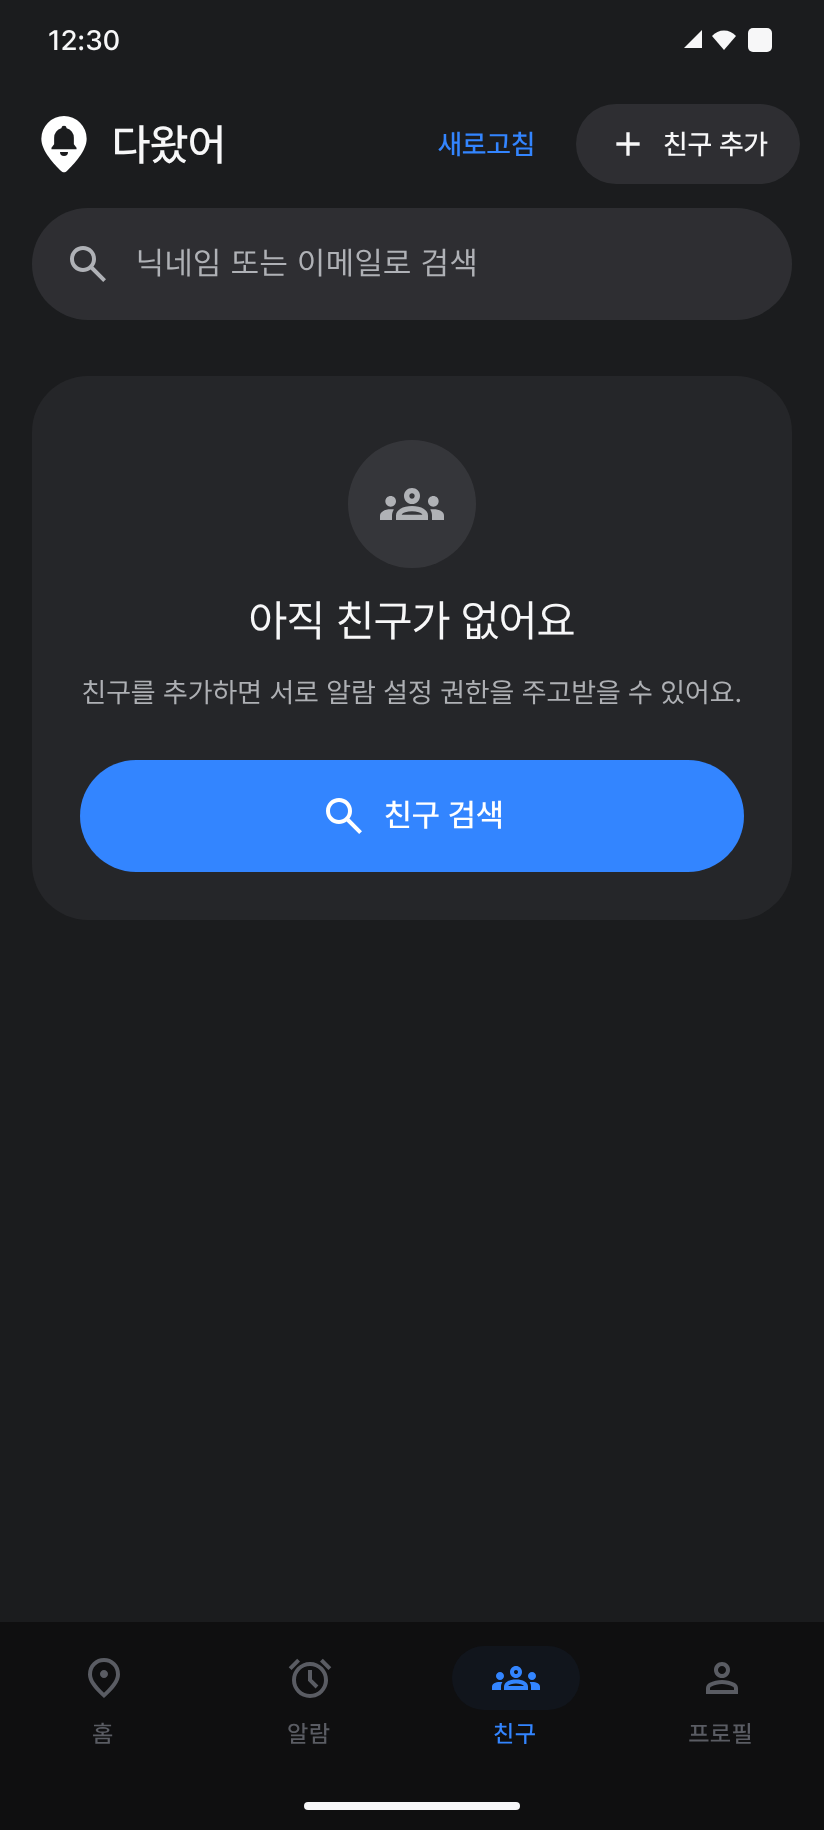 12:30
다왔어
새로고침
친구 추가
닉네임 또는 이메일로 검색
아직 친구가 없어요
친구를 추가하면 서로 알람 설정 권한을 주고받을 수 있어요.
친구 검색
홈
알람
친구
프로필